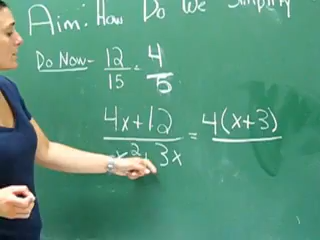 Aim: How Do We Simplify
Do Now- 12/15 = 4/5
4x+12 / x²+3x = 4(x+3)